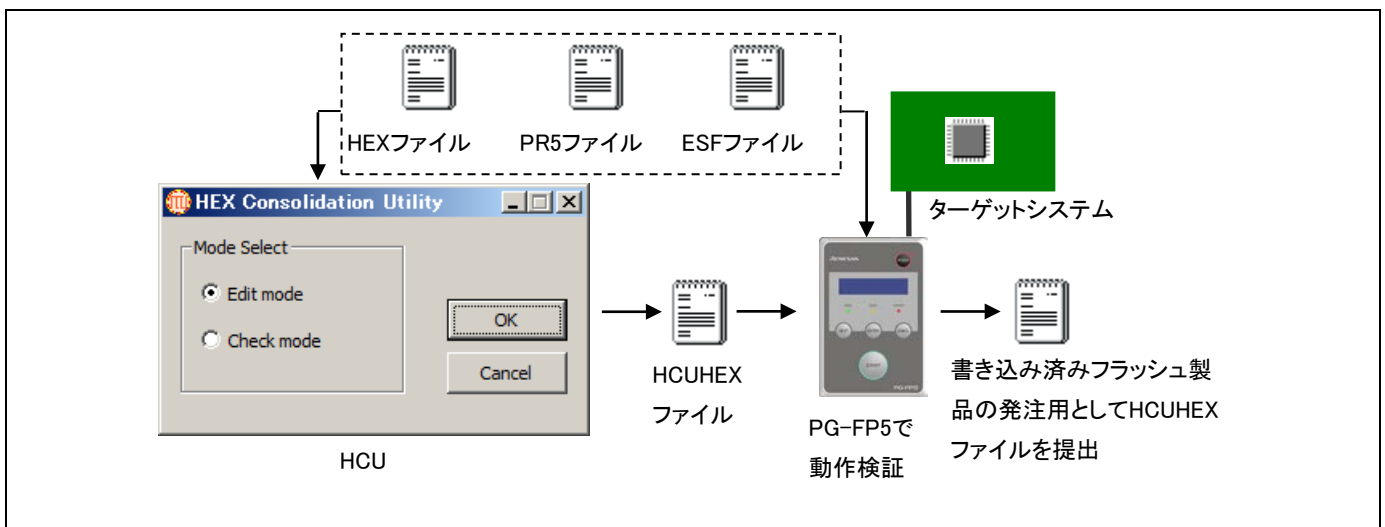 HEXファイル
PR5ファイル
ESFファイル
ターゲットシステム
HEX Consolidation Utility
Mode Select
Edit mode
Check mode
OK
Cancel
HCU
HCUHEX
ファイル
PG-FP5で
動作検証
PG-FP5
書き込み済みフラッシュ製
品の発注用としてHCUHEX
ファイルを提出